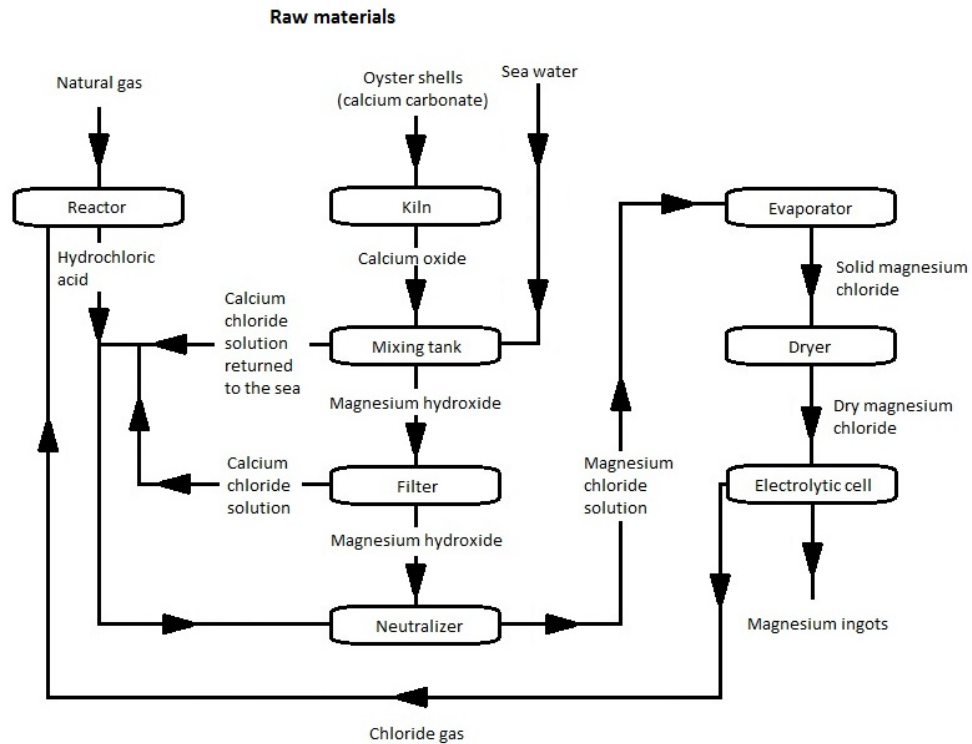 Raw materials
Natural gas
Oyster shells
(calcium carbonate)
Sea water
Reactor
Kiln
Evaporator
Hydrochloric
acid
Calcium oxide
Solid magnesium
chloride
Calcium
chloride
solution
returned
to the sea
Mixing tank
Dryer
Magnesium hydroxide
Dry magnesium
chloride
Calcium
chloride
solution
Filter
Magnesium
chloride
solution
Electrolytic cell
Magnesium hydroxide
Neutralizer
Magnesium ingots
Chloride gas